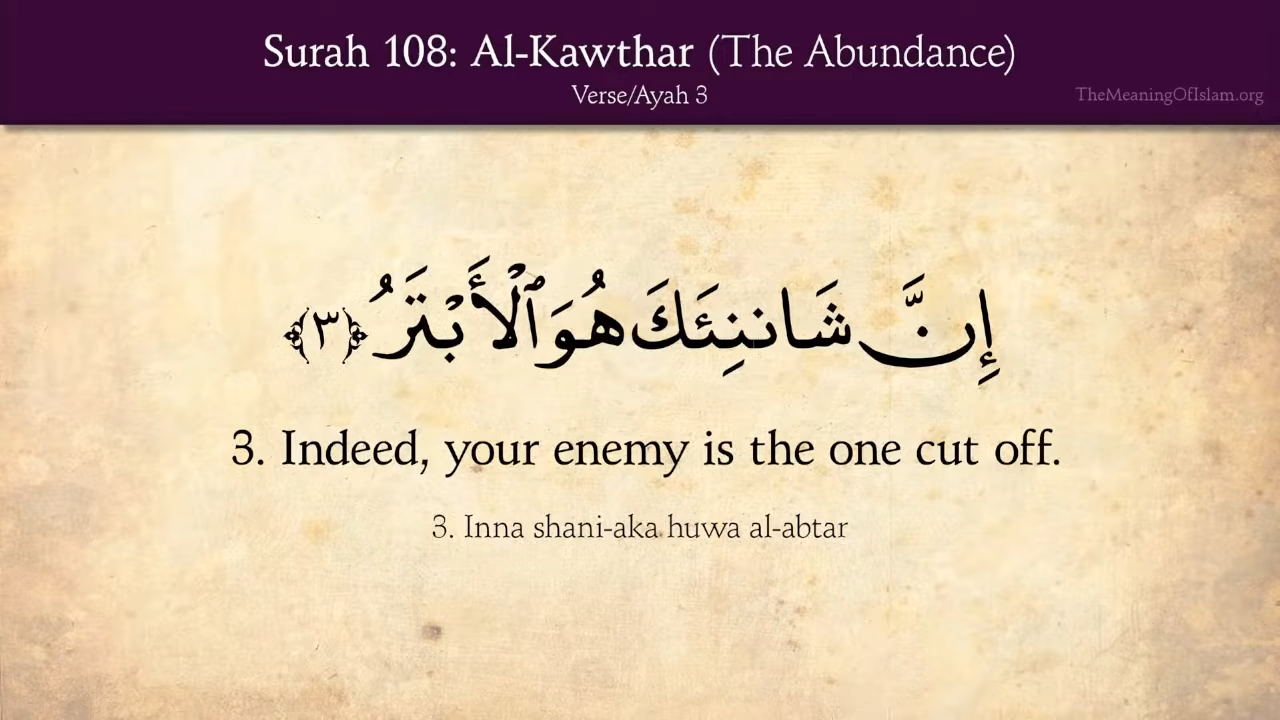 Surah 108: Al-Kawthar (The Abundance)
Verse/Ayah 3
TheMeaningOfIslam.org
إِنَّ شَاننِئَكَ هُوَ ٱلْأَبْتَرُ ﴿٣﴾
3. Indeed, your enemy is the one cut off.
3. Inna shani-aka huwa al-abtar